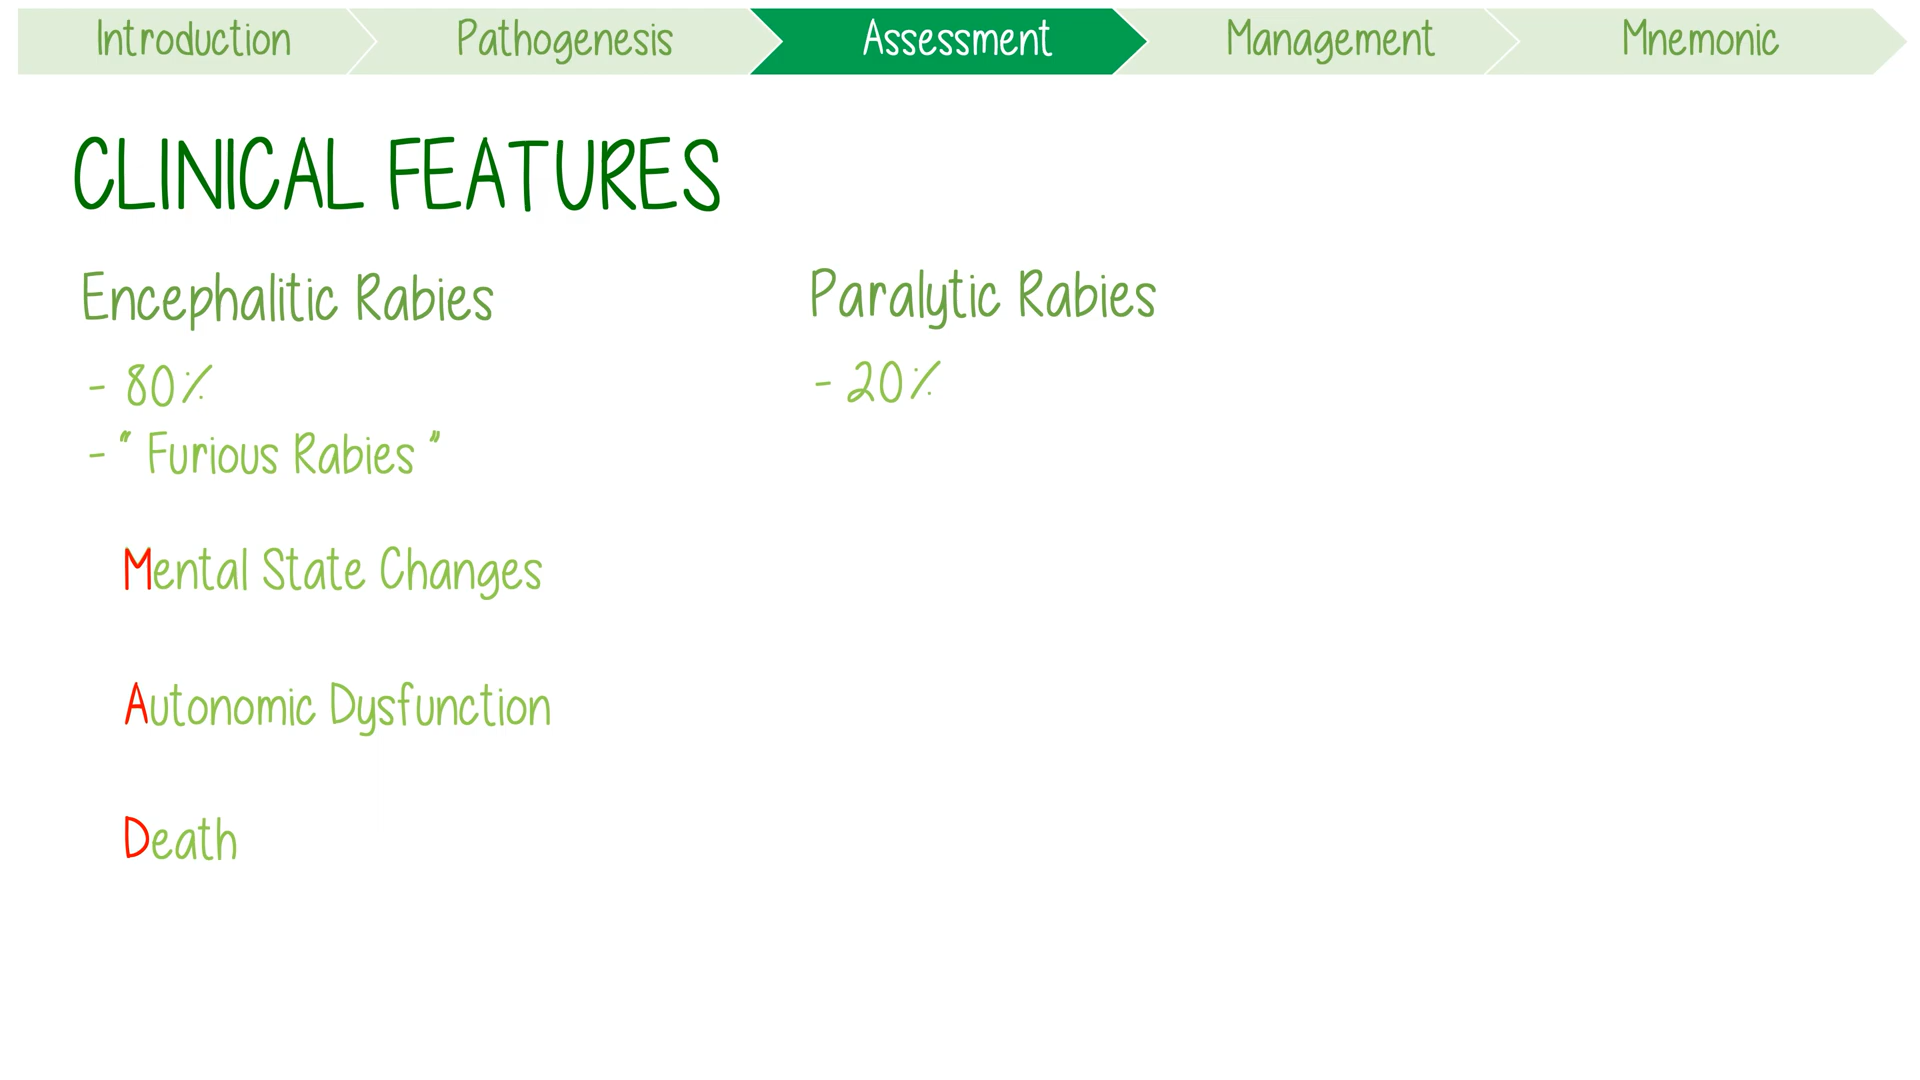 Introduction
Pathogenesis
Assessment
Management
Mnemonic
CLINICAL FEATURES
Encephalitic Rabies
- 80%
- " Furious Rabies "
Mental State Changes
Autonomic Dysfunction
Death
Paralytic Rabies
- 20%